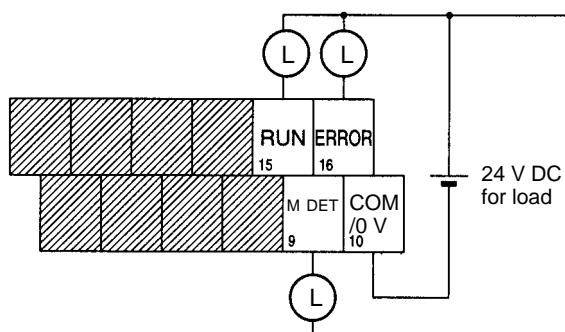 L
L
RUN
15
ERROR
16
24 V DC
for load
M DET
9
COM
/0 V
10
L